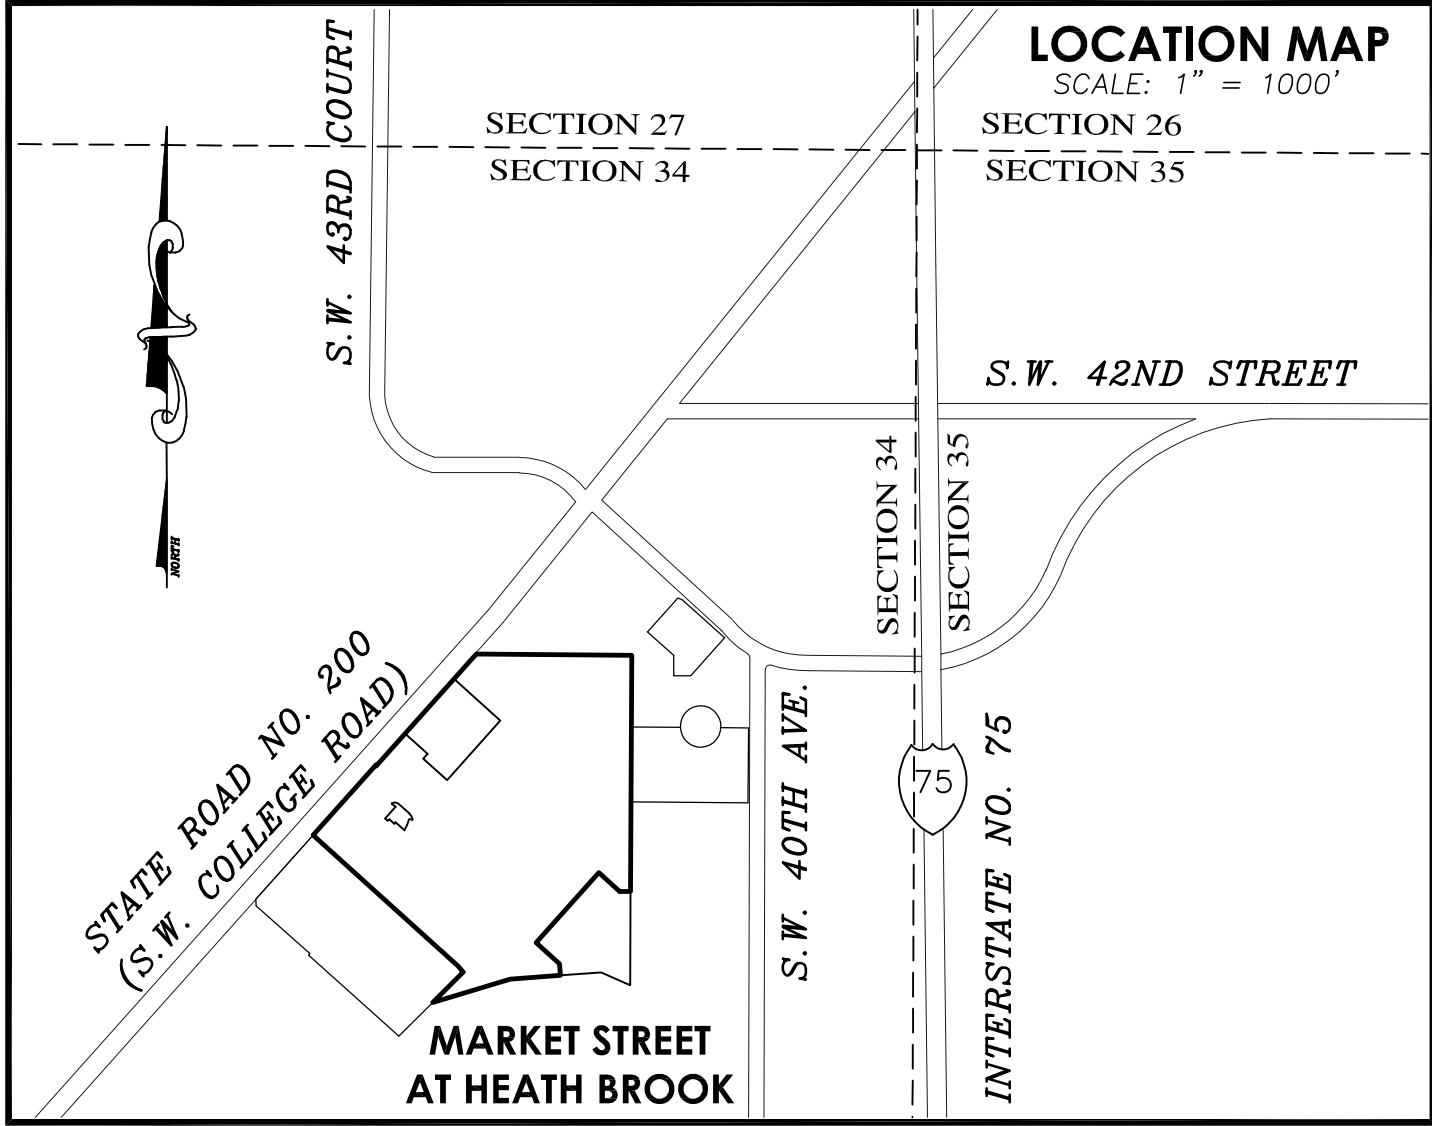 LOCATION MAP
SCALE: 1” = 1000’
S.W. 43RD COURT
SECTION 27
SECTION 26
SECTION 34
SECTION 35
S.W. 42ND STREET
SECTION 34
SECTION 35
NORTH
STATE ROAD NO. 200
(S.W. COLLEGE ROAD)
S.W. 40TH AVE.
75
INTERSTATE NO. 75
MARKET STREET
AT HEATH BROOK